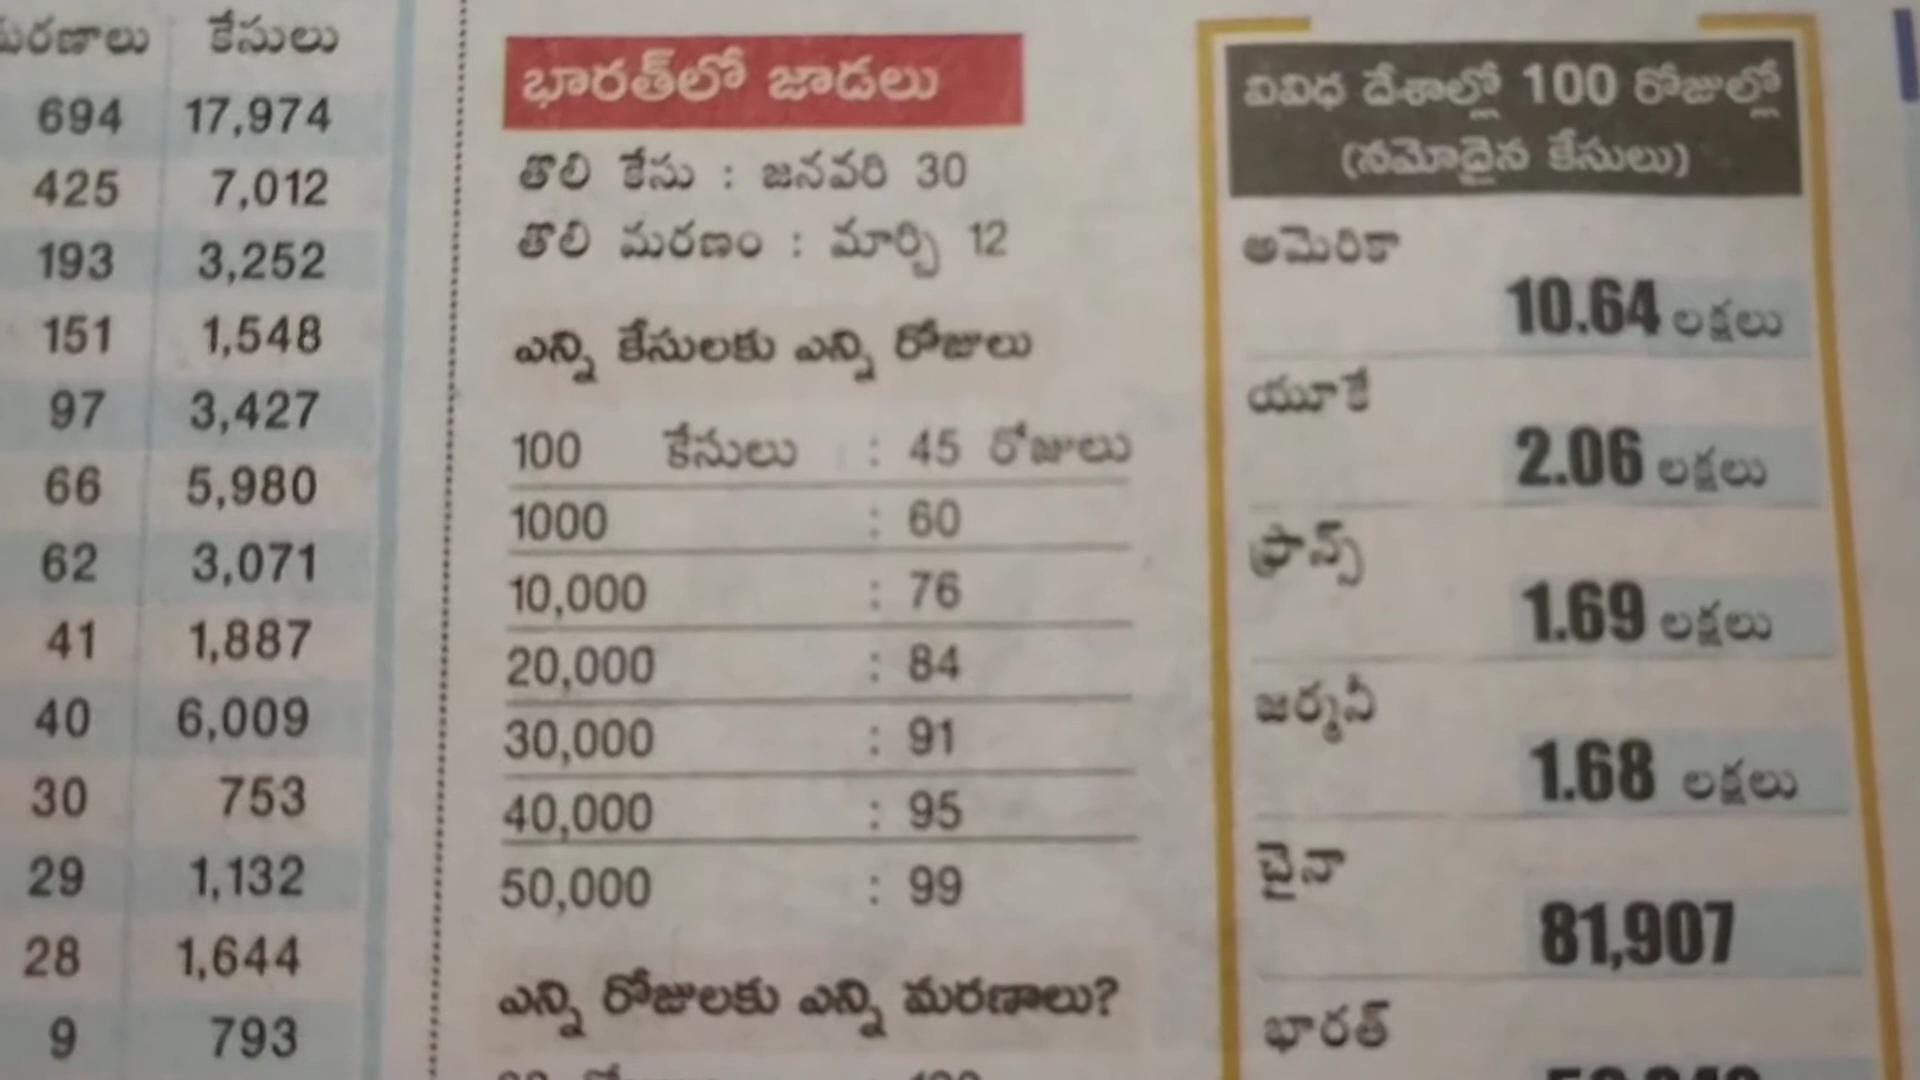 మరణాలు కేసులు
694 17,974
425 7,012
193 3,252
151 1,548
97 3,427
66 5,980
62 3,071
41 1,887
40 6,009
30 753
29 1,132
28 1,644
9 793
భారత్‌లో జాడలు
తొలి కేసు : జనవరి 30
తొలి మరణం : మార్చి 12
ఎన్ని కేసులకు ఎన్ని రోజులు
100 కేసులు : 45 రోజులు
1000 : 60
10,000 : 76
20,000 : 84
30,000 : 91
40,000 : 95
50,000 : 99
ఎన్ని రోజులకు ఎన్ని మరణాలు?
వివిధ దేశాల్లో 100 రోజుల్లో
(నమోదైన కేసులు)
అమెరికా
10.64 లక్షలు
యూకే
2.06 లక్షలు
ఫ్రాన్స్
1.69 లక్షలు
జర్మనీ
1.68 లక్షలు
చైనా
81,907
భారత్